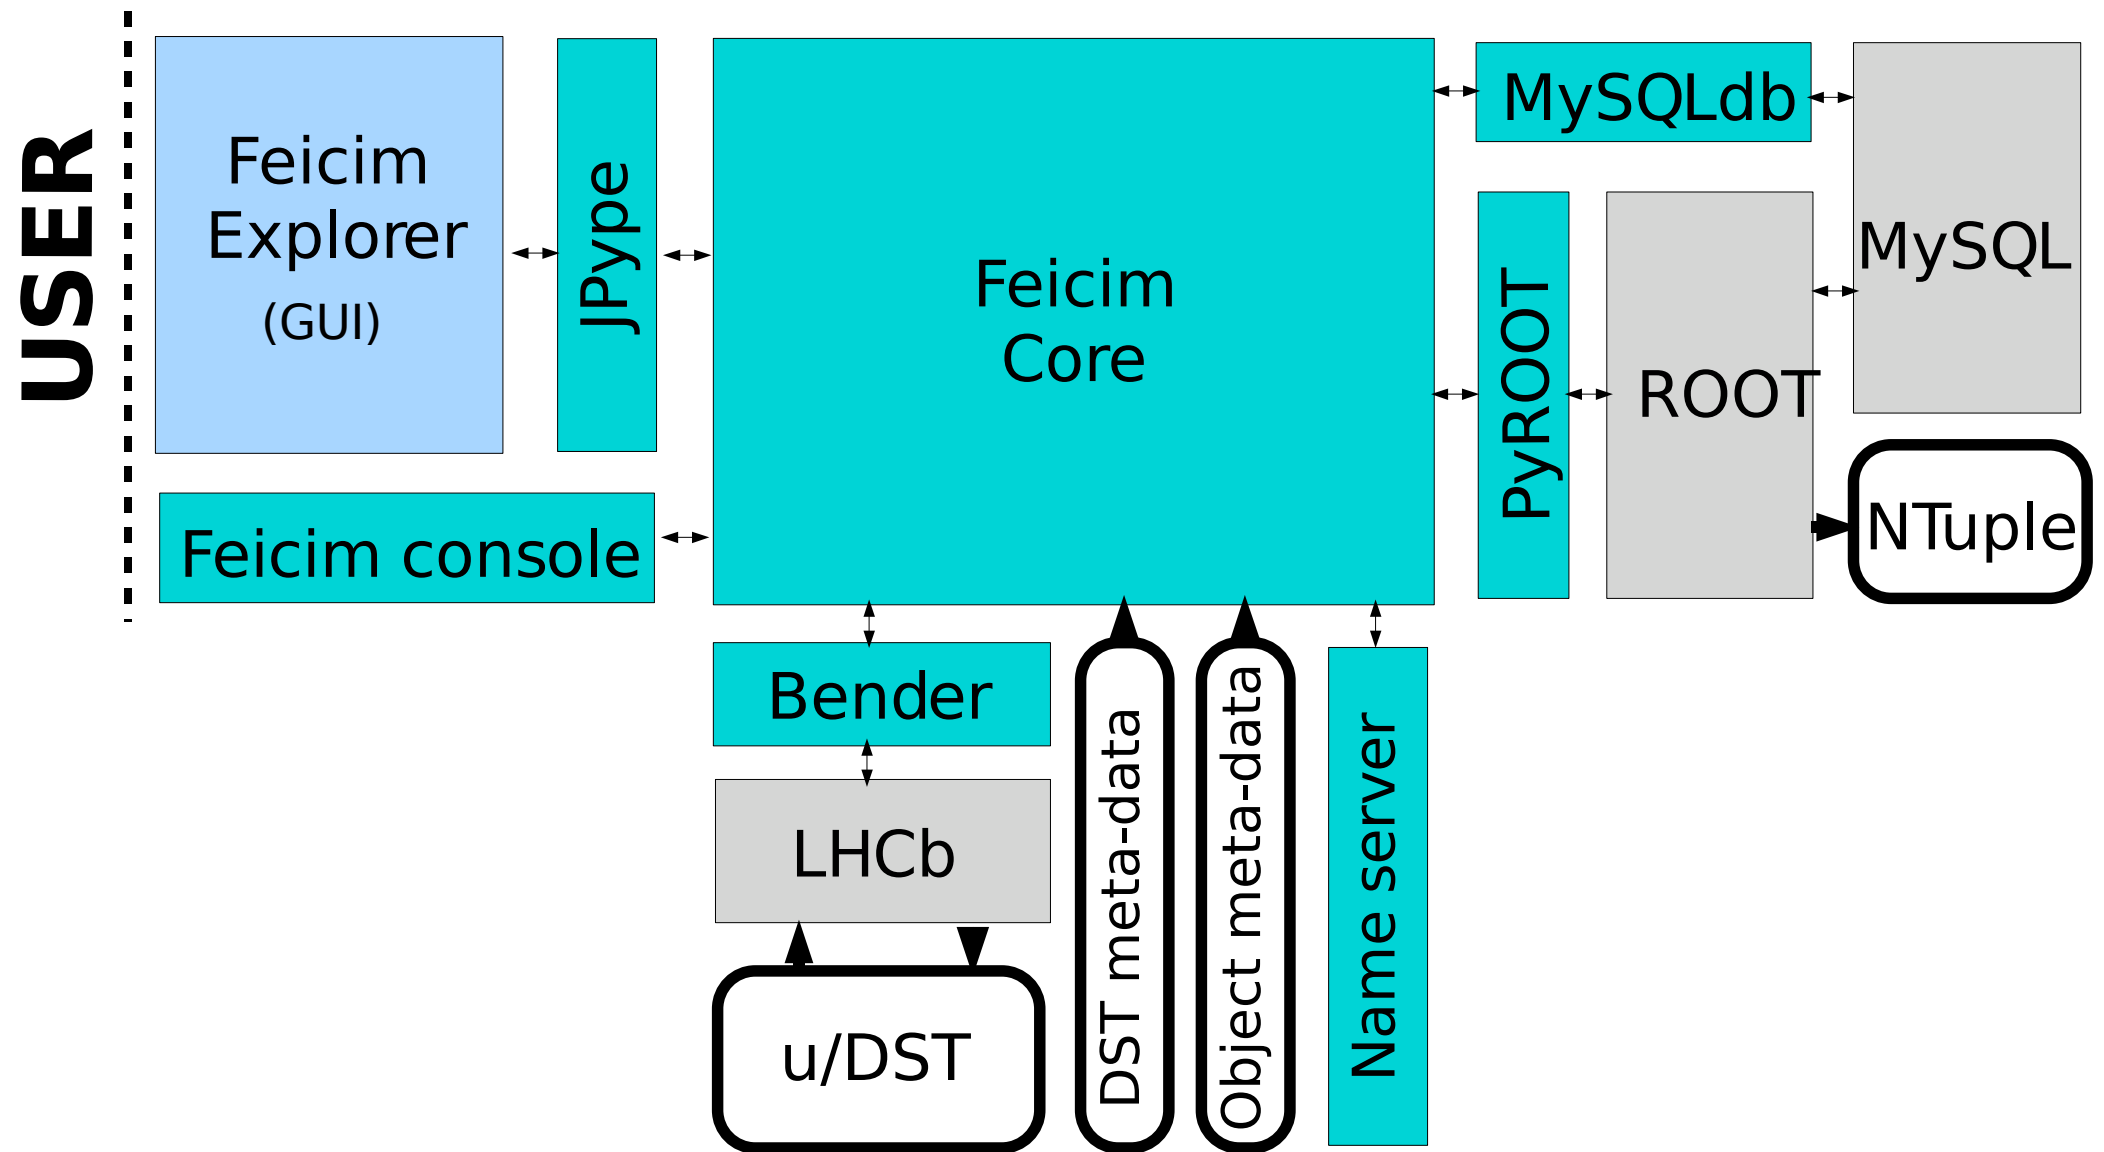 USER
Feicim
Explorer
(GUI)
JPype
Feicim
Core
MySQLdb
MySQL
PyROOT
ROOT
NTuple
Feicim console
Bender
LHCb
u/DST
DST meta-data
Object meta-data
Name server